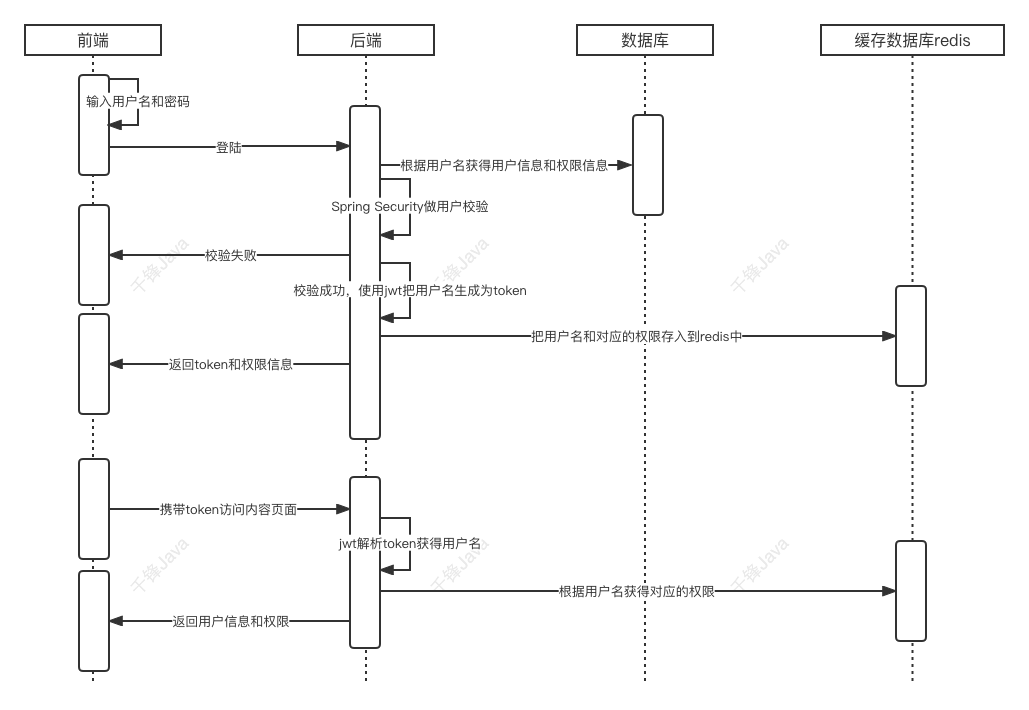 前端
后端
数据库
缓存数据库redis
输入用户名和密码
登陆
根据用户名获得用户信息和权限信息
Spring Security做用户校验
校验失败
千锋Java
千锋Java
千锋Java
校验成功，使用jwt把用户名生成为token
把用户名和对应的权限存入到redis中
返回token和权限信息
携带token访问内容页面
jwt解析token获得用户名
千锋Java
千锋Java
千锋Java
根据用户名获得对应的权限
返回用户信息和权限